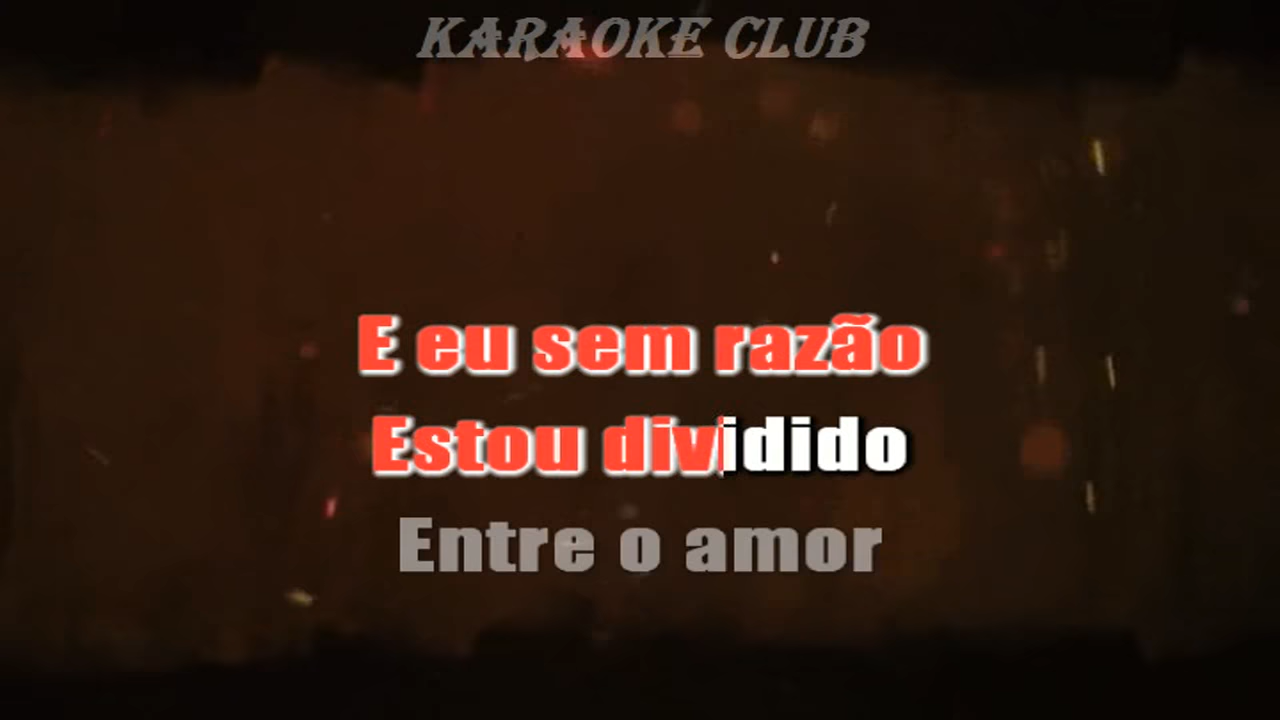 KARAOKE CLUB
E eu sem razão
Estou dividido
Entre o amor